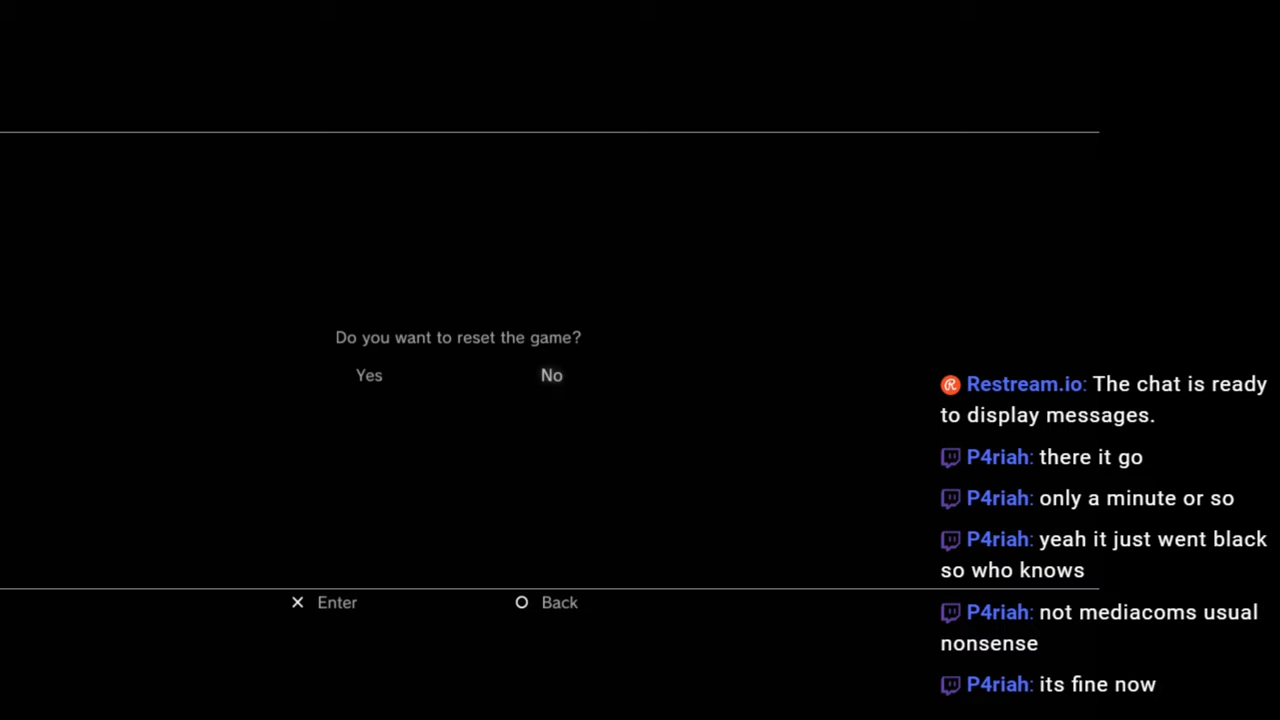 Do you want to reset the game?
Yes No
Restream.io: The chat is ready
to display messages.
P4riah: there it go
P4riah: only a minute or so
P4riah: yeah it just went black
so who knows
X Enter O Back
P4riah: not mediacoms usual
nonsense
P4riah: its fine now